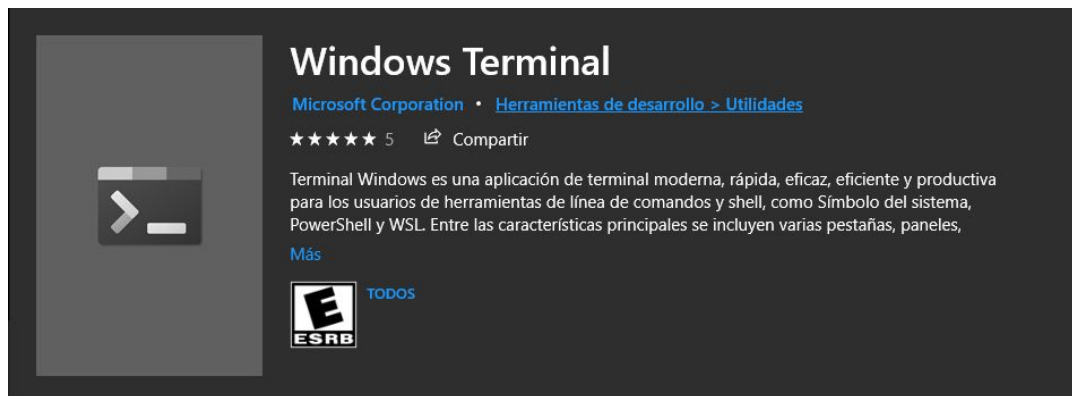 Windows Terminal
Microsoft Corporation • Herramientas de desarrollo > Utilidades
★★★★★ 5 Compartir
Terminal Windows es una aplicación de terminal moderna, rápida, eficaz, eficiente y productiva
para los usuarios de herramientas de línea de comandos y shell, como Símbolo del sistema,
PowerShell y WSL. Entre las características principales se incluyen varias pestañas, paneles,
Más
E
TODOS
ESRB